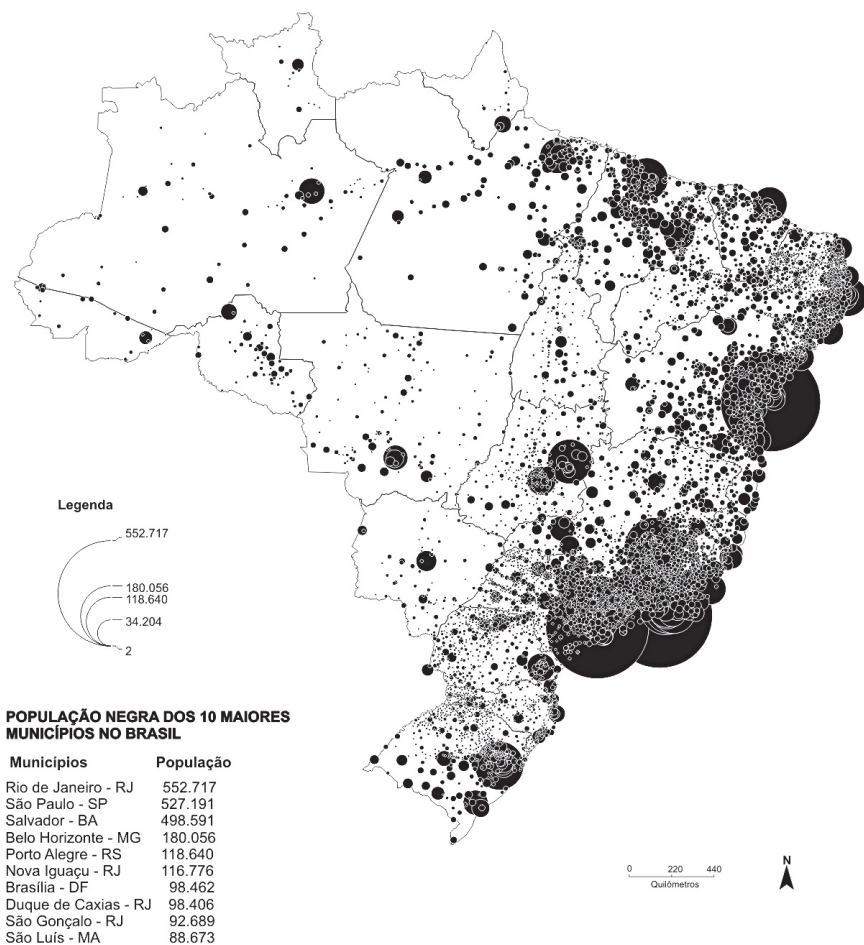 Legenda
552.717
180.056
118.640
34.204
2
POPULAÇÃO NEGRA DOS 10 MAIORES
MUNICÍPIOS NO BRASIL
Municípios População
Rio de Janeiro - RJ 552.717
São Paulo - SP 527.191
Salvador - BA 498.591
Belo Horizonte - MG 180.056
Porto Alegre - RS 118.640
Nova Iguaçu - RJ 116.776
Brasília - DF 98.462
Duque de Caxias - RJ 98.406
São Gonçalo - RJ 92.689
São Luís - MA 88.673
0 220 440
Quilômetros
N